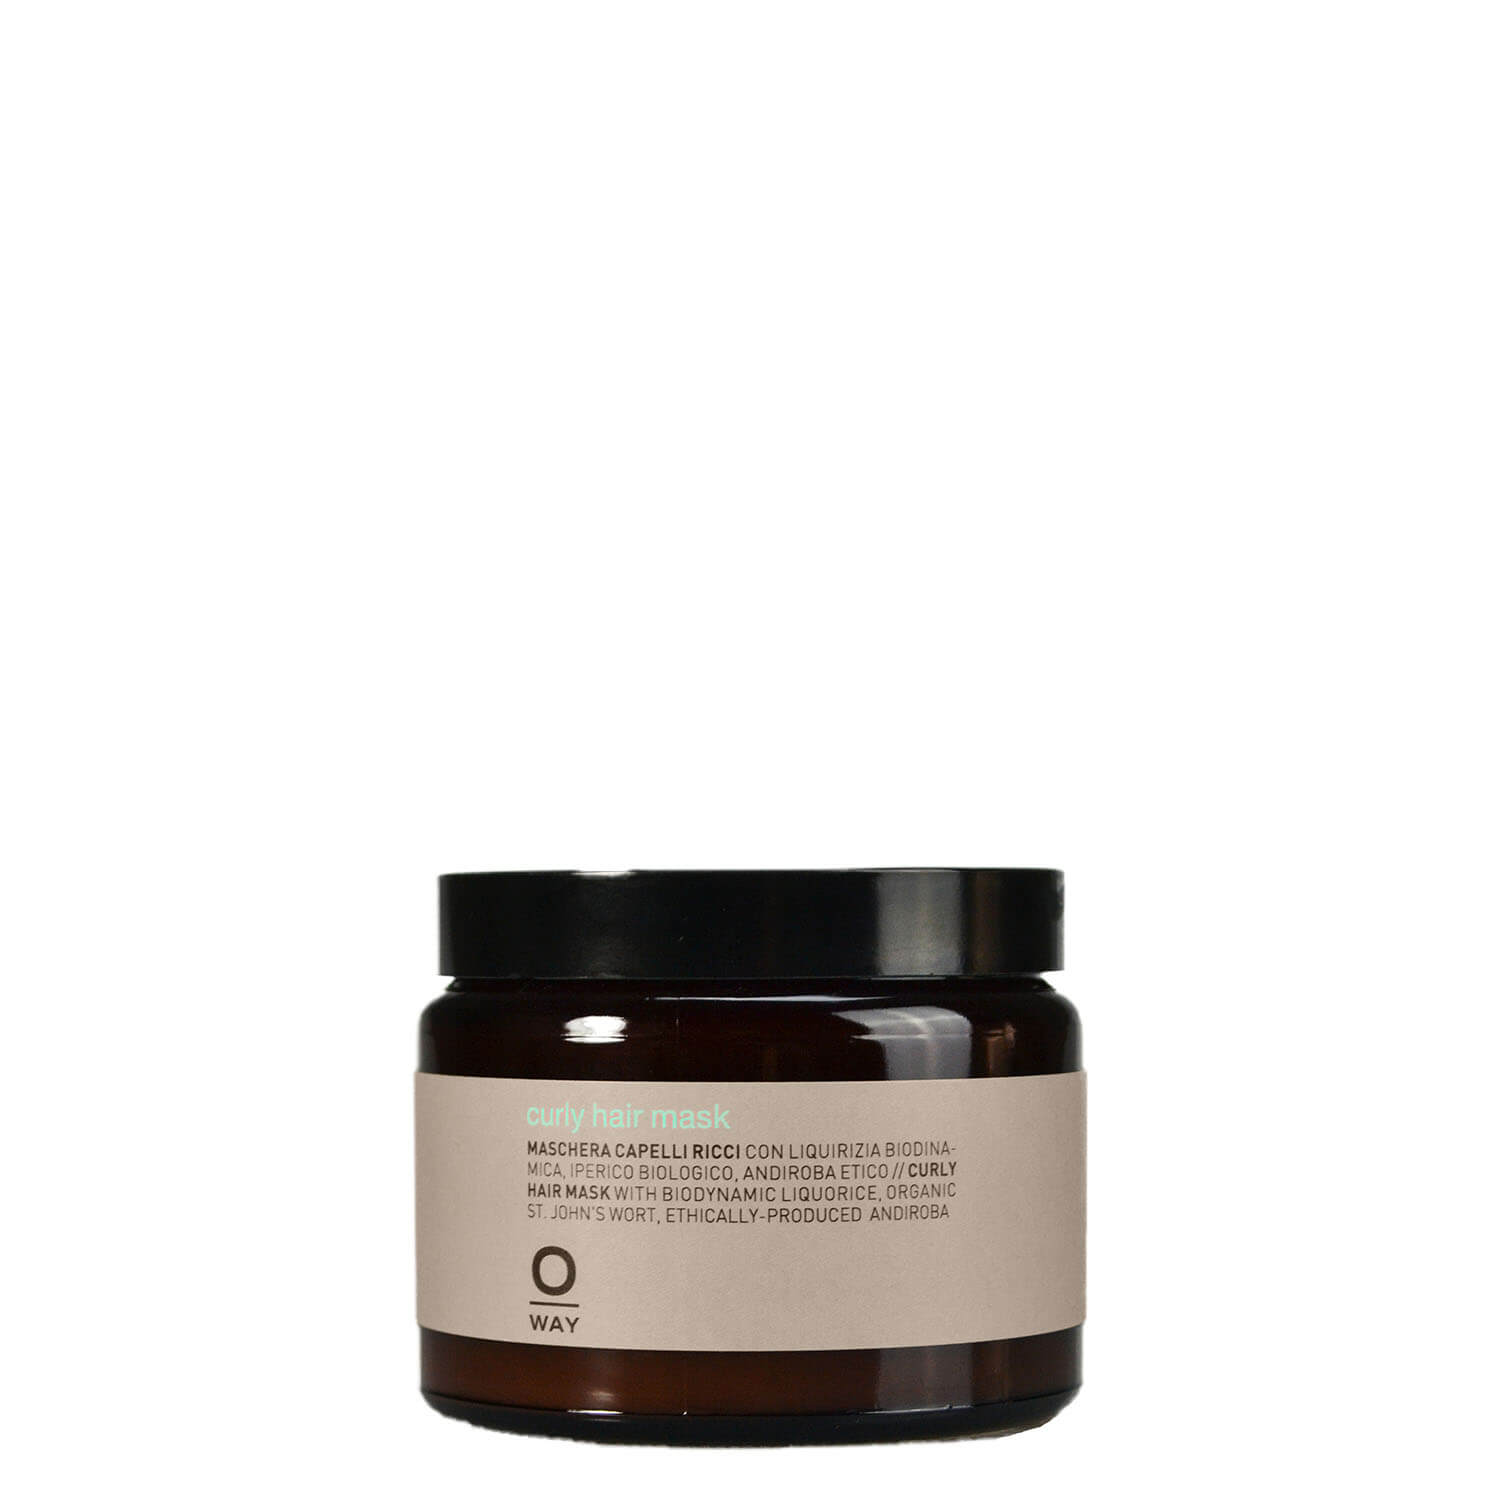 curly hair mask
MASCHERA CAPELLI RICCI CON LIQUIRIZIA BIODINA-
MICA, IPERICO BIOLOGICO, ANDIROBA ETICO // CURLY
HAIR MASK WITH BIODYNAMIC LIQUORICE, ORGANIC
ST. JOHN'S WORT, ETHICALLY-PRODUCED ANDIROBA
O
WAY